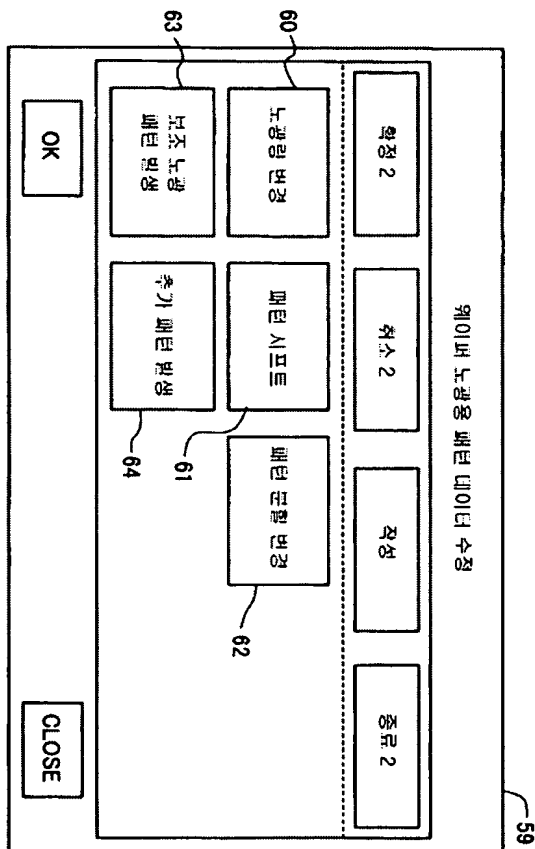 59
웨이퍼 노광용 패턴 데이터 수정
확정 2
취소 2
작성
종료 2
60
노광량 변경
패턴 시프트
61
패턴 분할 변경
62
63
보조 노광
패턴 발생
추가 패턴 발생
64
OK
CLOSE